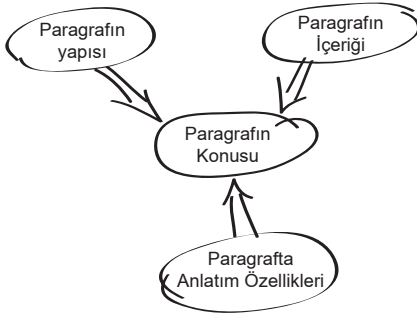 Paragrafın
yapısı
Paragrafın
İçeriği
Paragrafın
Konusu
Paragrafta
Anlatım Özellikleri